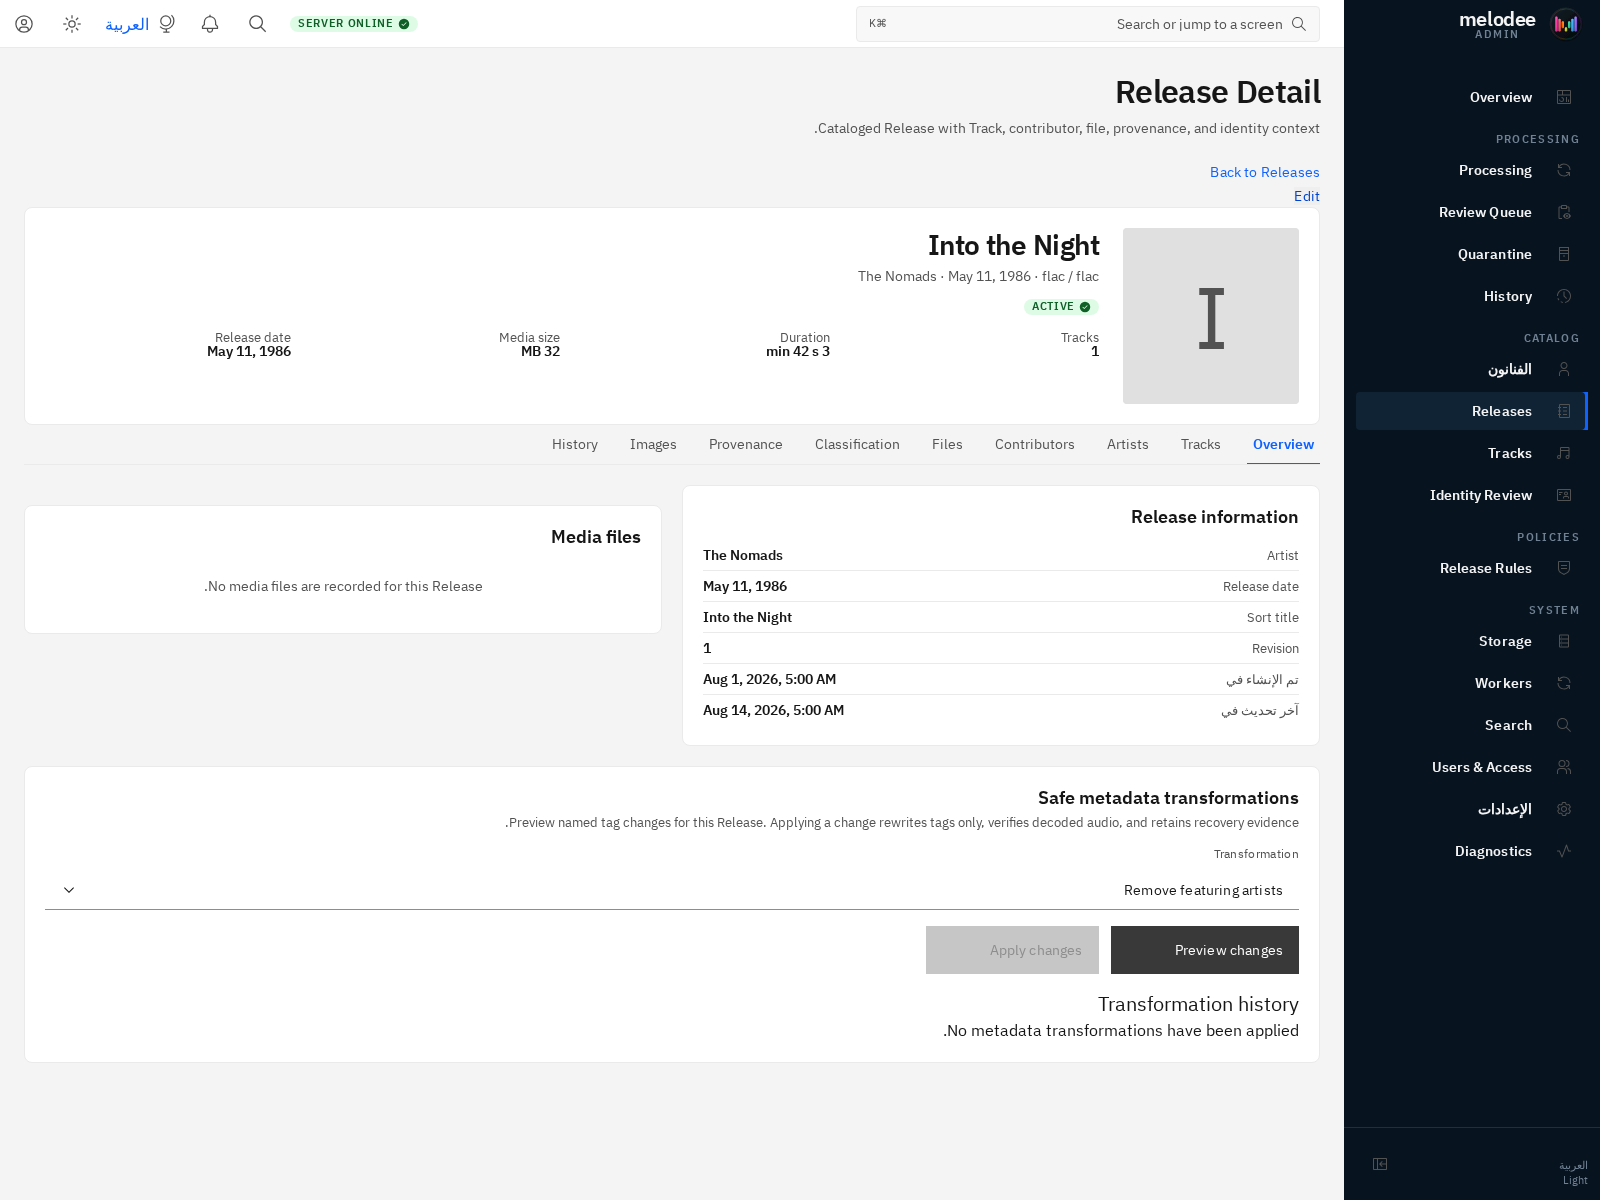 melodee
ADMIN
Overview
PROCESSING
Processing
Review Queue
Quarantine
History
CATALOG
الفنانون
Releases
Tracks
Identity Review
POLICIES
Release Rules
SYSTEM
Storage
Workers
Search
Users & Access
الإعدادات
Diagnostics
العربية
Light
Search or jump to a screen
K⌘
SERVER ONLINE
العربية
Release Detail
.Cataloged Release with Track, contributor, file, provenance, and identity context
Back to Releases
Edit
I
Into the Night
The Nomads · May 11, 1986 · flac / flac
ACTIVE
Tracks
1
Duration
min 42 s 3
Media size
MB 32
Release date
May 11, 1986
Overview
Tracks
Artists
Contributors
Files
Classification
Provenance
Images
History
Release information
Artist
The Nomads
Release date
May 11, 1986
Sort title
Into the Night
Revision
1
تم الإنشاء في
Aug 1, 2026, 5:00 AM
آخر تحديث في
Aug 14, 2026, 5:00 AM
Media files
.No media files are recorded for this Release
Safe metadata transformations
.Preview named tag changes for this Release. Applying a change rewrites tags only, verifies decoded audio, and retains recovery evidence
Transformation
Remove featuring artists
Preview changes
Apply changes
Transformation history
.No metadata transformations have been applied